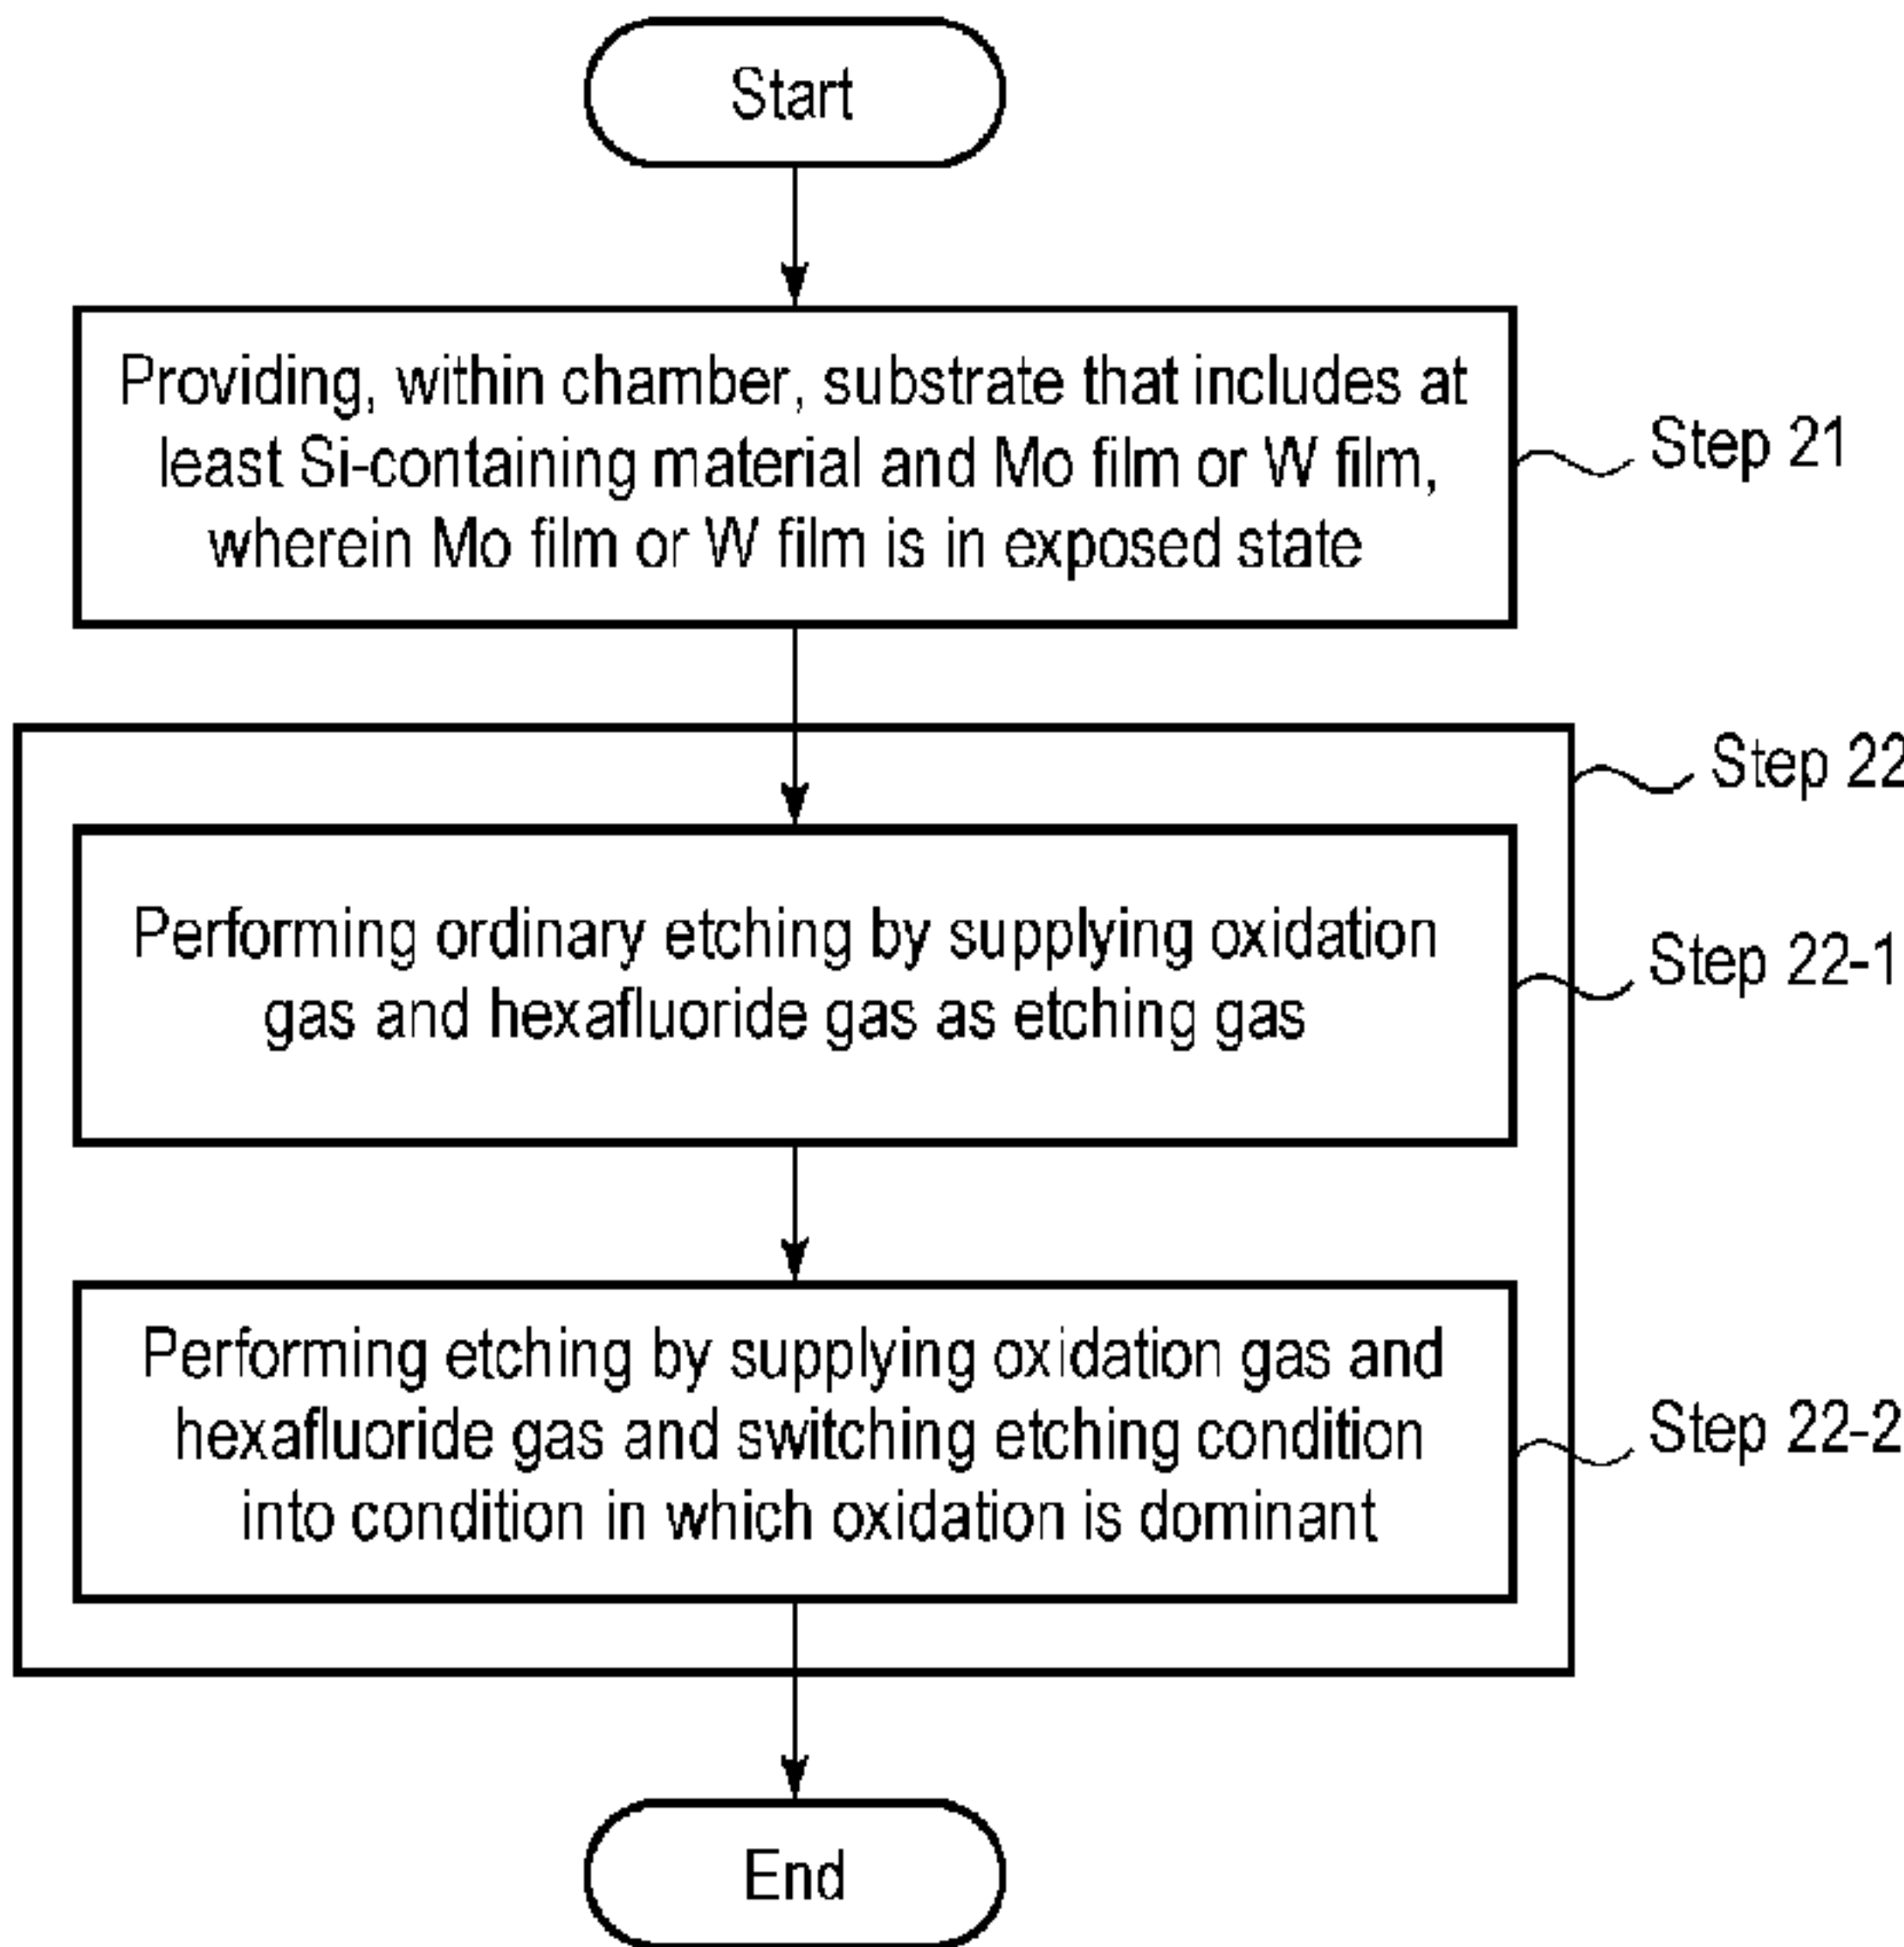 Start
Providing, within chamber, substrate that includes at
least Si-containing material and Mo film or W film,
wherein Mo film or W film is in exposed state
Step 21
Step 22
Performing ordinary etching by supplying oxidation
gas and hexafluoride gas as etching gas
Step 22-1
Performing etching by supplying oxidation gas and
hexafluoride gas and switching etching condition
into condition in which oxidation is dominant
Step 22-2
End